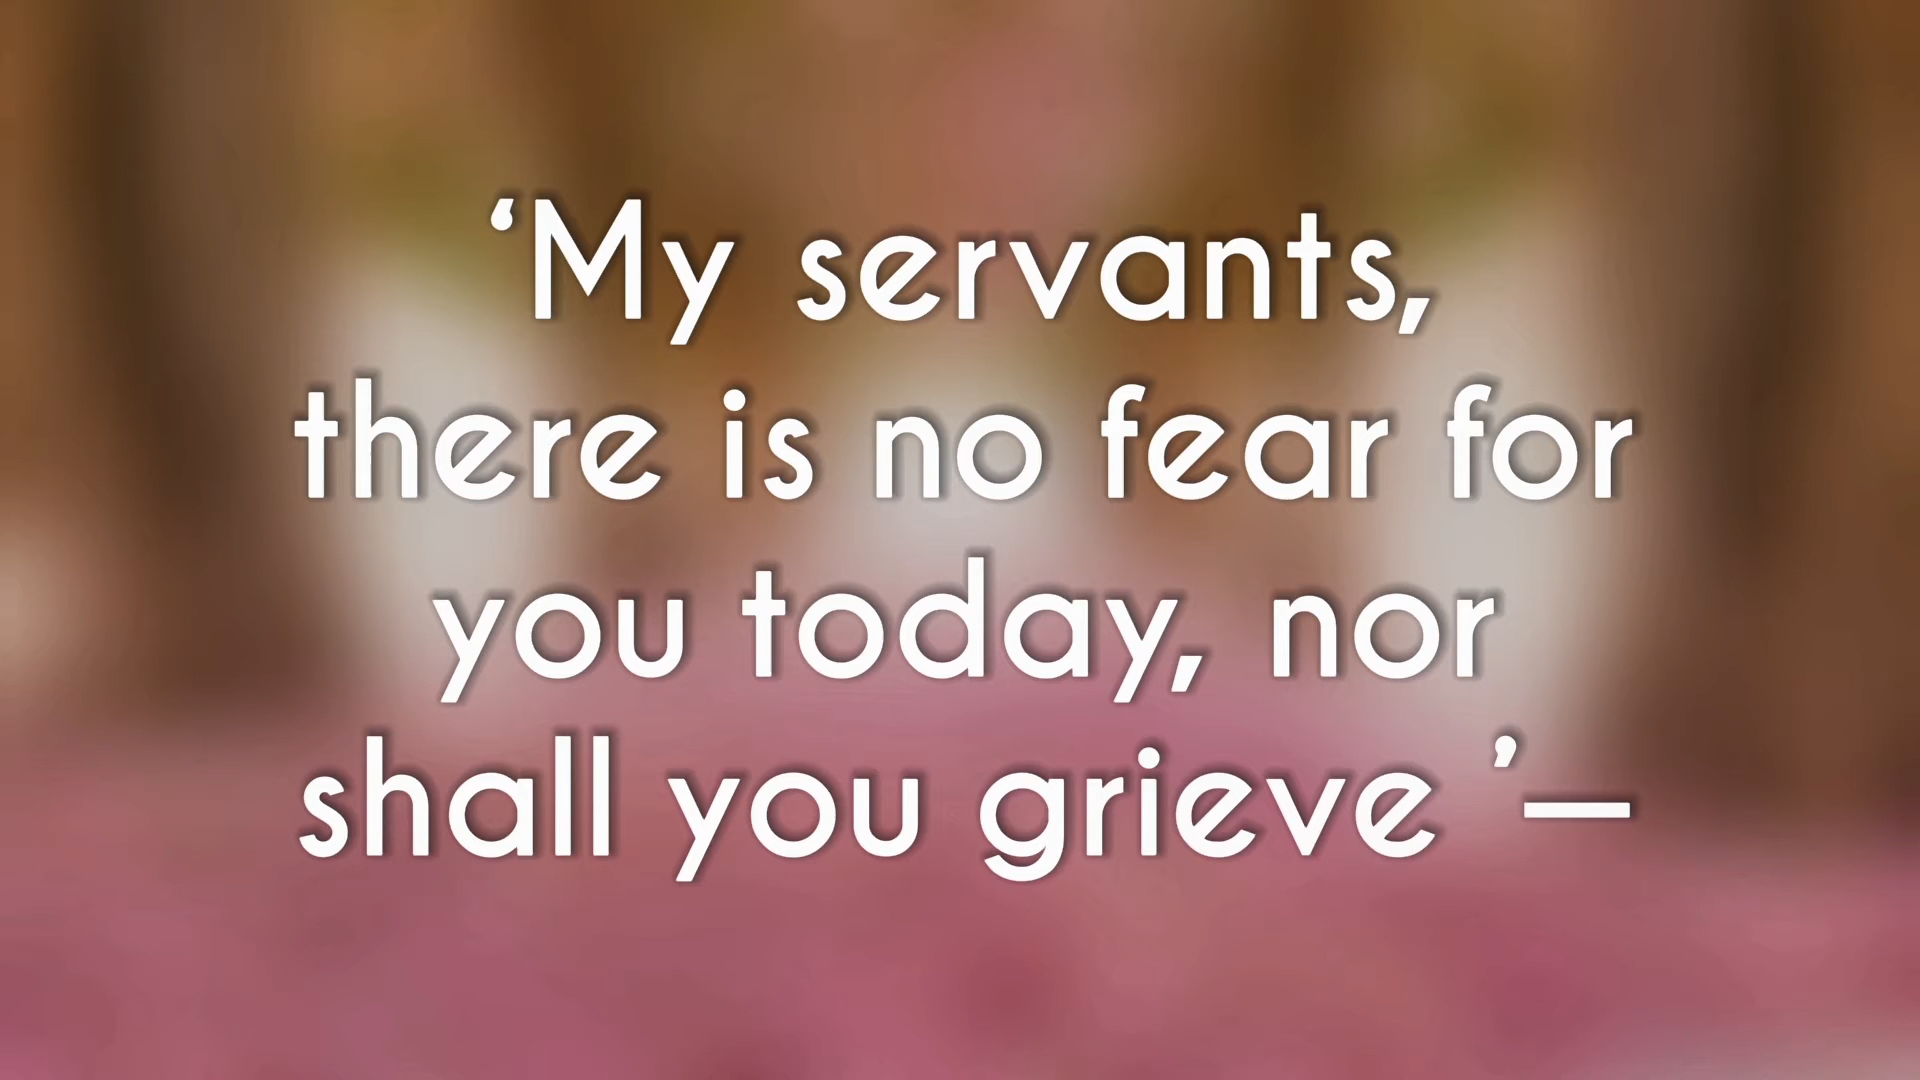 ‘My servants,
there is no fear for
you today, nor
shall you grieve ’—